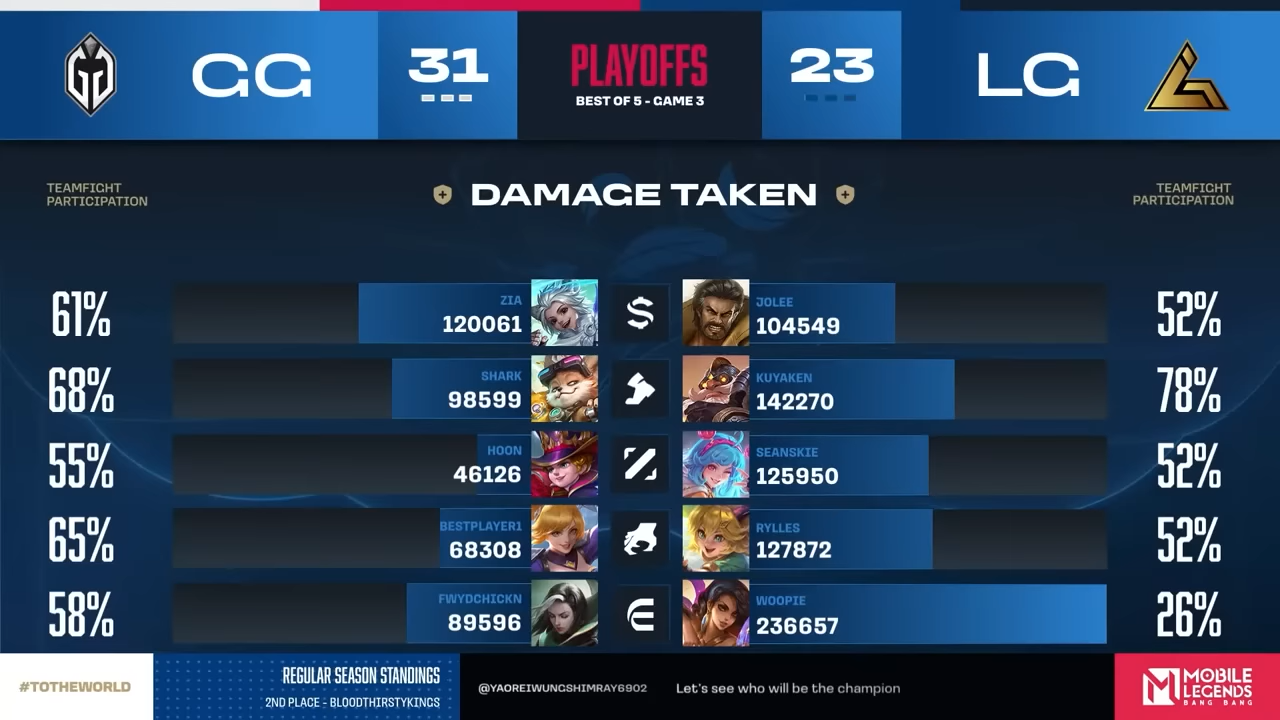 GG
31
PLAYOFFS
BEST OF 5 - GAME 3
23
LG
TEAMFIGHT
PARTICIPATION
DAMAGE TAKEN
TEAMFIGHT
PARTICIPATION
61%
ZIA
120061
JOLEE
104549
52%
68%
SHARK
98599
KUYAKEN
142270
78%
55%
HOON
46126
SEANSKIE
125950
52%
65%
BESTPLAYER1
68308
RYLLES
127872
52%
58%
FWYDCHICKN
89596
WOOPIE
236657
26%
#TOTHEWORLD
REGULAR SEASON STANDINGS
2ND PLACE - BLOODTHIRSTYKINGS
@YAOREIWUNGSHIMRAY6902
Let's see who will be the champion
MOBILE
LEGENDS
BANG BANG